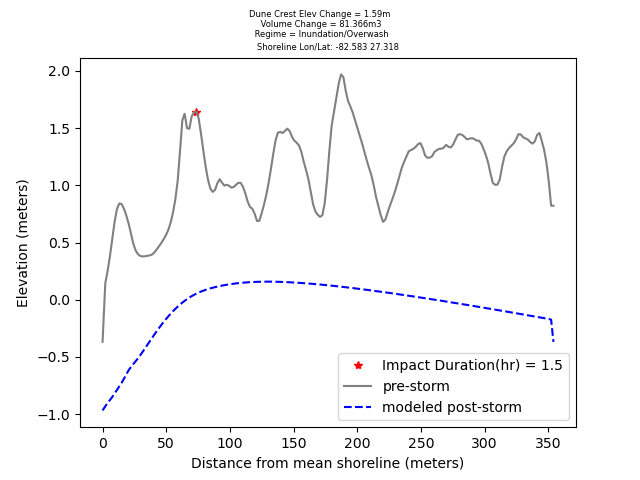 Dune Crest Elev Change = 1.59m
Volume Change = 81.366m3
Regime = Inundation/Overwash
Shoreline Lon/Lat: -82.583 27.318
2.0
1.5
1.0
0.5
0.0
−0.5
−1.0
Elevation (meters)
Impact Duration(hr) = 1.5
pre-storm
modeled post-storm
0 50 100 150 200 250 300 350
Distance from mean shoreline (meters)